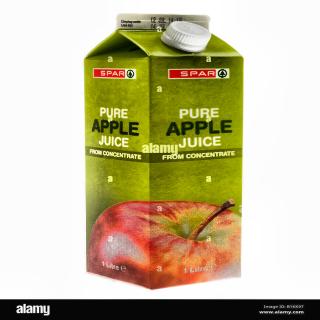 SPAR
PURE
APPLE
JUICE
FROM CONCENTRATE
1 Litre e
SPAR
PURE
APPLE
JUICE
FROM CONCENTRATE
1 Litre e
alamy
a
a
a
a
a
a
alamy
www.alamy.com